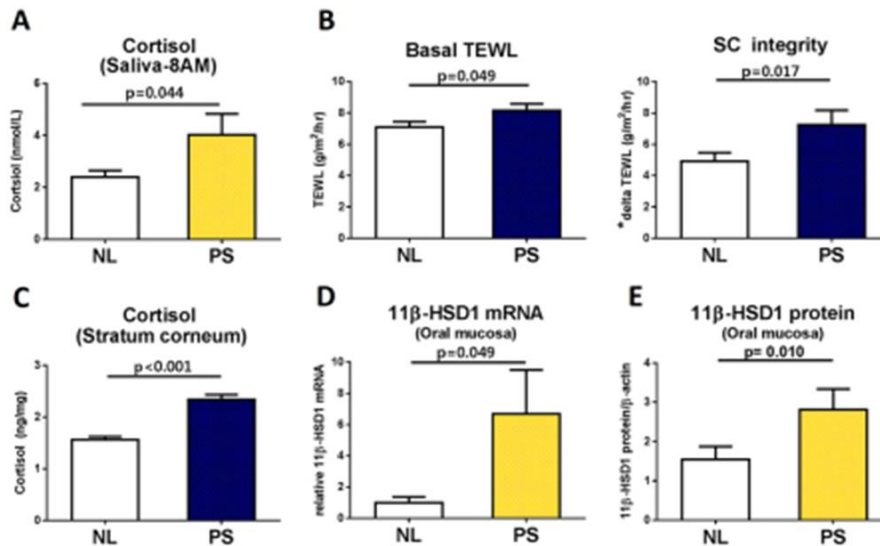 A
Cortisol
(Saliva-8AM)
p=0.044
Cortsiol (nmol/L)
6
4
2
0
NL PS
B
Basal TEWL
p=0.049
TEWL (g/m²/hr)
10
8
6
4
2
0
NL PS
SC integrity
p=0.017
*delta TEWL (g/m²/hr)
10
8
6
4
2
0
NL PS
C
Cortisol
(Stratum corneum)
p<0.001
Cortisol (ng/mg)
3
2
1
0
NL PS
D
11β-HSD1 mRNA
(Oral mucosa)
p=0.049
relative 11β-HSD1 mRNA
10
8
6
4
2
0
NL PS
E
11β-HSD1 protein
(Oral mucosa)
p= 0.010
11β-HSD1 protein/β-actin
4
3
2
1
0
NL PS